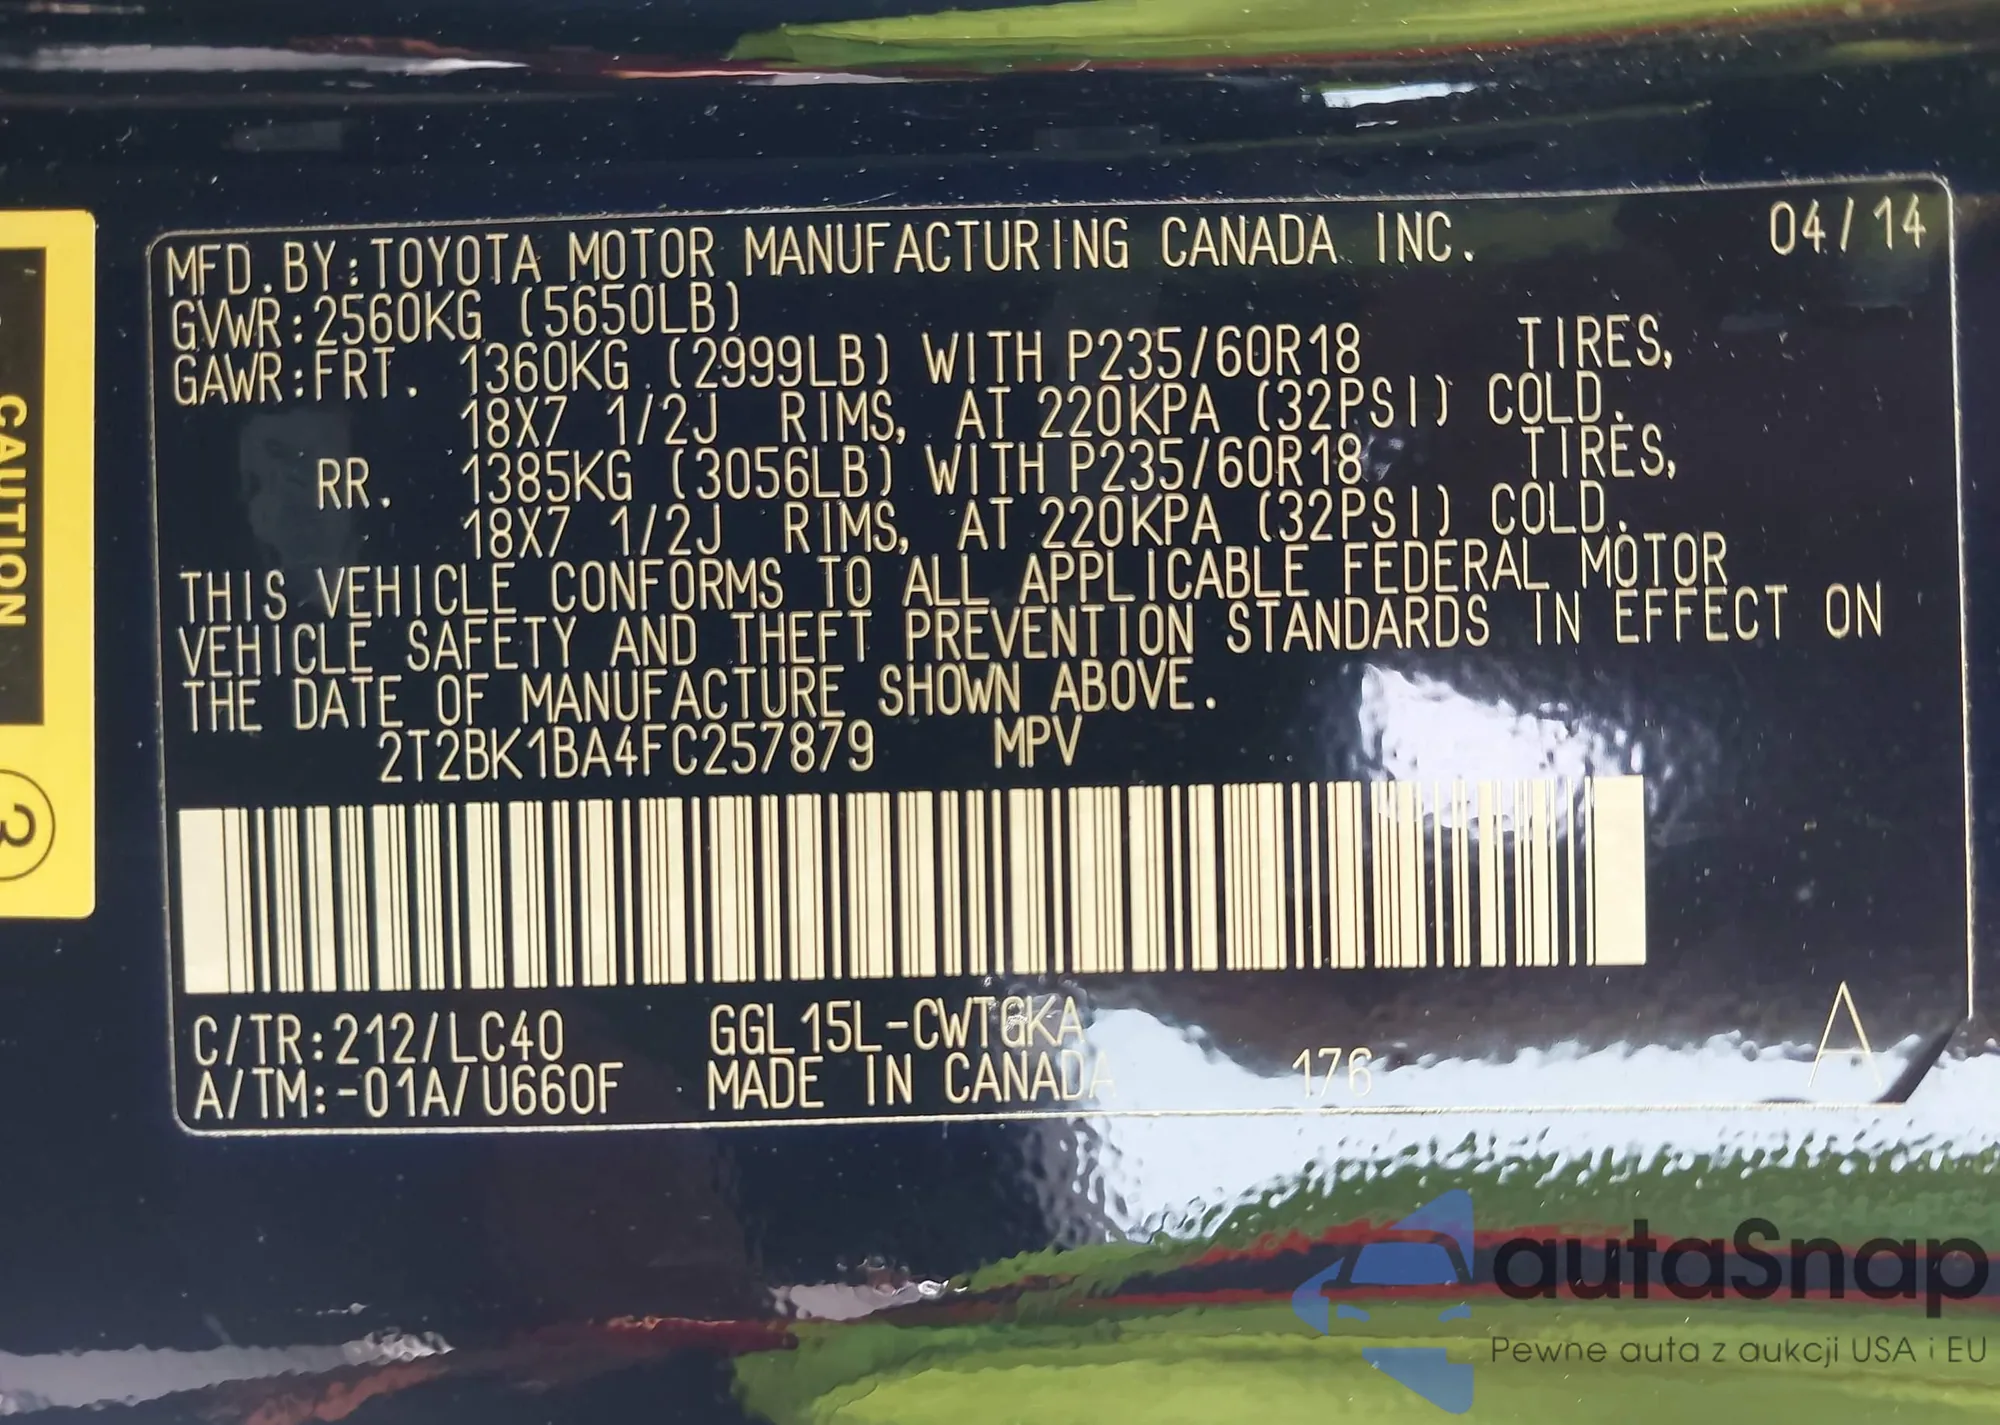 MFD.BY:TOYOTA MOTOR MANUFACTURING CANADA INC. 04/14
GVWR:2560KG (5650LB)
GAWR:FRT. 1360KG (2999LB) WITH P235/60R18 TIRES,
18X7 1/2J RIMS, AT 220KPA (32PSI) COLD.
RR. 1385KG (3056LB) WITH P235/60R18 TIRES,
18X7 1/2J RIMS, AT 220KPA (32PSI) COLD.
THIS VEHICLE CONFORMS TO ALL APPLICABLE FEDERAL MOTOR
VEHICLE SAFETY AND THEFT PREVENTION STANDARDS IN EFFECT ON
THE DATE OF MANUFACTURE SHOWN ABOVE.
2T2BK1BA4FC257879 MPV
C/TR:212/LC40 GGL15L-CWTGKA A
A/TM:-01A/U660F MADE IN CANADA 176
CAUTION
3
autaSnap
Pewne auta z aukcji USA i EU